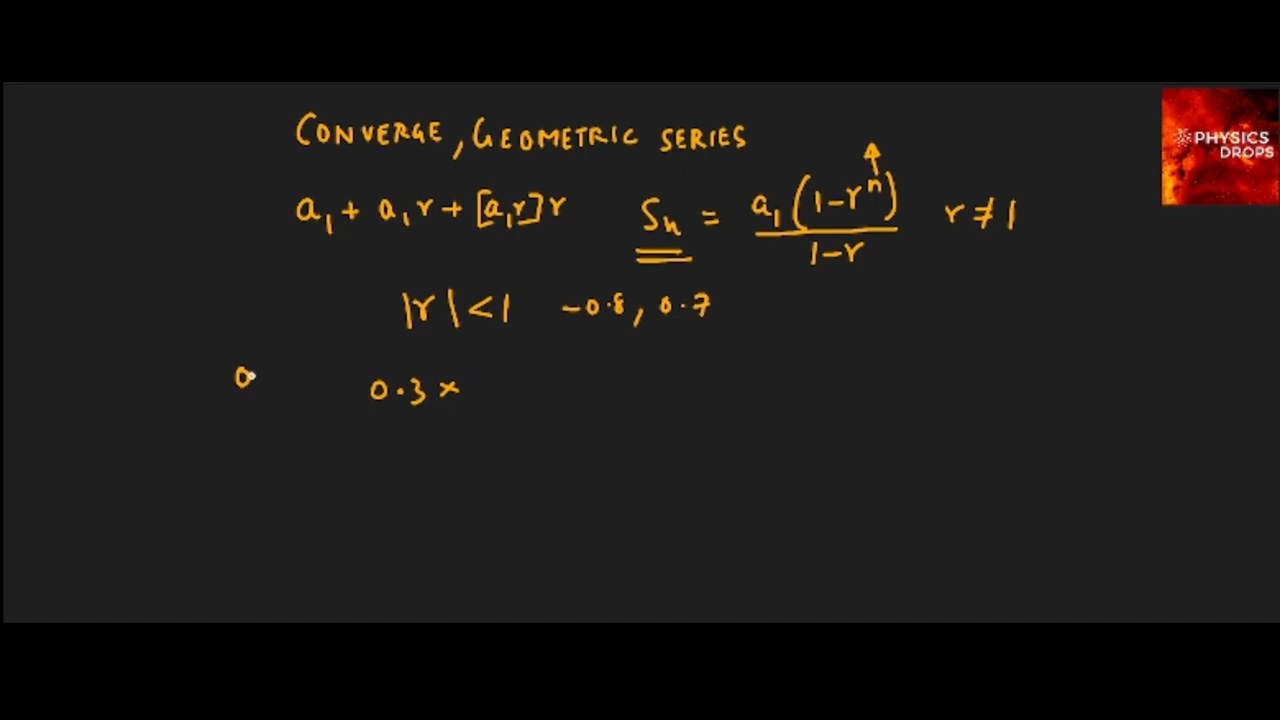 CONVERGE, GEOMETRIC SERIES
a₁ + a₁r + [a₁r]r   Sₙ = a₁(1-rⁿ)/(1-r)   r ≠ 1
|r| < 1   -0.8, 0.7
0   0.3 ×
PHYSICS
DROPS